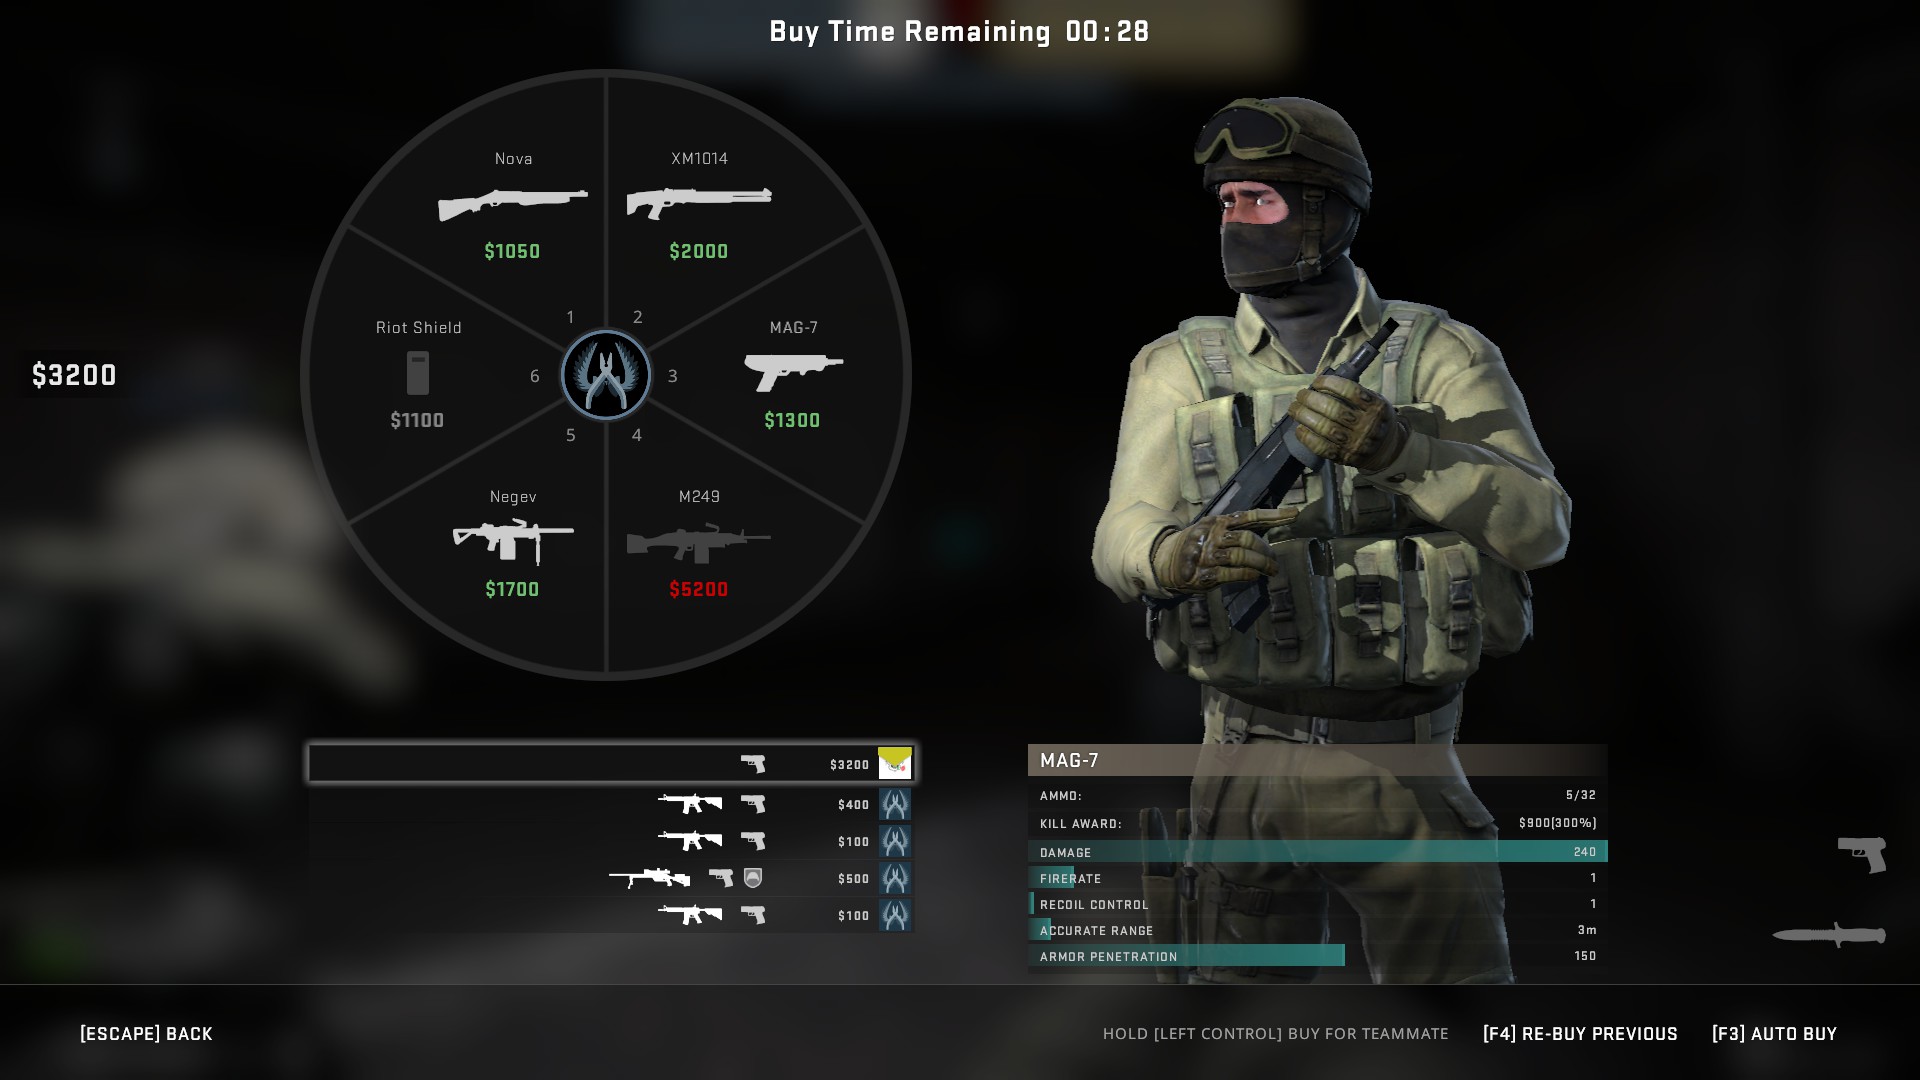 Buy Time Remaining 00:28
Nova
$1050
XM1014
$2000
Riot Shield
$1100
MAG-7
$1300
1
2
6
3
5
4
Negev
$1700
M249
$5200
$3200
$3200
$400
$100
$500
$100
MAG-7
AMMO: 5/32
KILL AWARD: $900(300%)
DAMAGE 240
FIRERATE 1
RECOIL CONTROL 1
ACCURATE RANGE 3m
ARMOR PENETRATION 150
[ESCAPE] BACK
HOLD [LEFT CONTROL] BUY FOR TEAMMATE
[F4] RE-BUY PREVIOUS
[F3] AUTO BUY